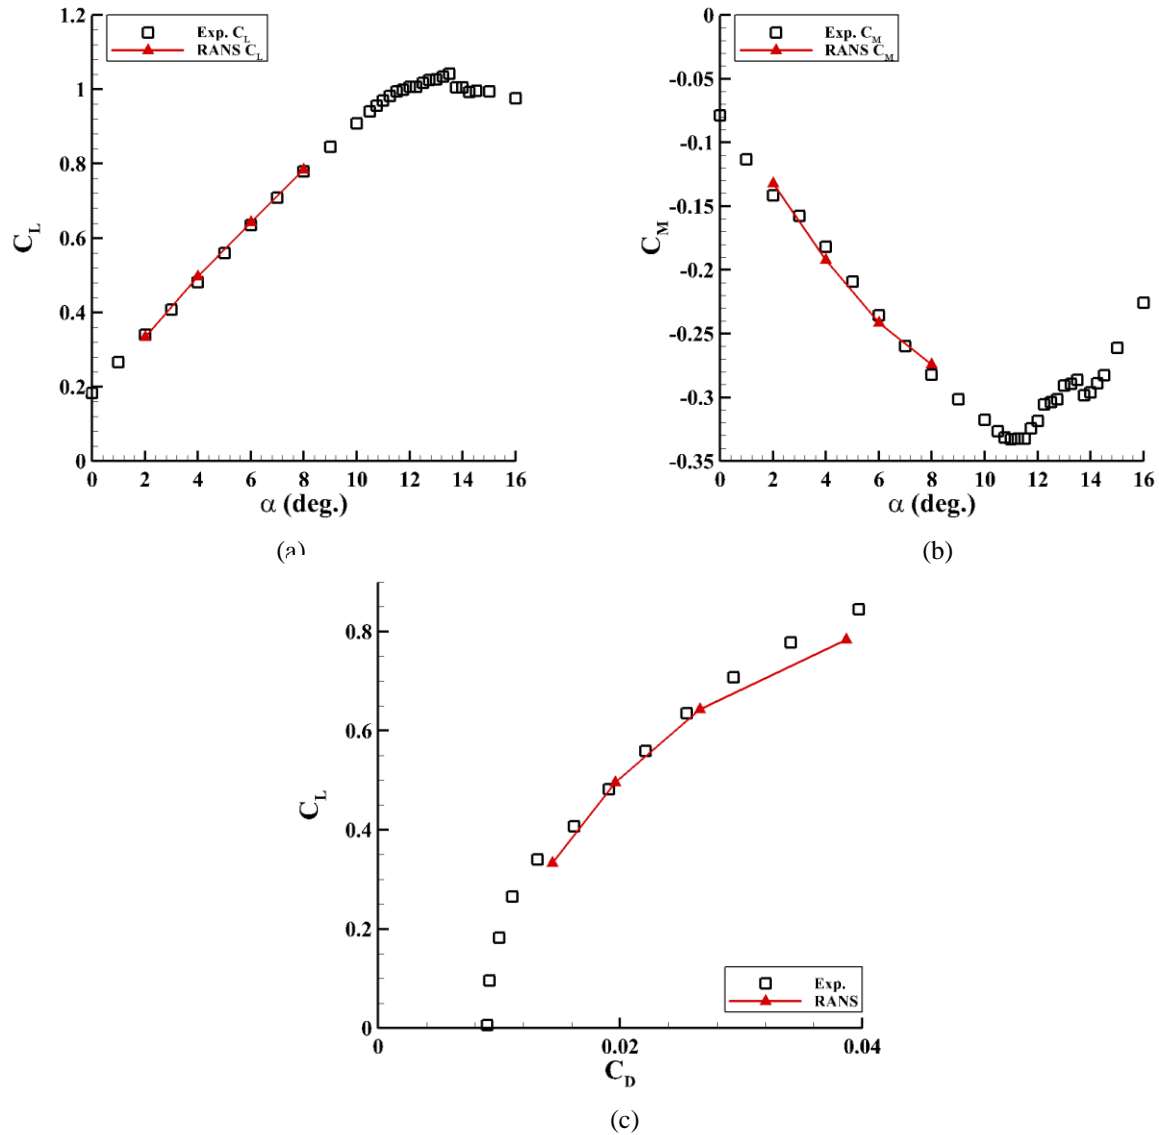 1.2
Exp. C_L
RANS C_L
1
0.8
0.6
0.4
0.2
0
C_L
0 2 4 6 8 10 12 14 16
α (deg.)
(a)
0
Exp. C_M
RANS C_M
-0.05
-0.1
-0.15
-0.2
-0.25
-0.3
-0.35
C_M
0 2 4 6 8 10 12 14 16
α (deg.)
(b)
0.8
0.6
0.4
0.2
0
C_L
Exp.
RANS
0 0.02 0.04
C_D
(c)